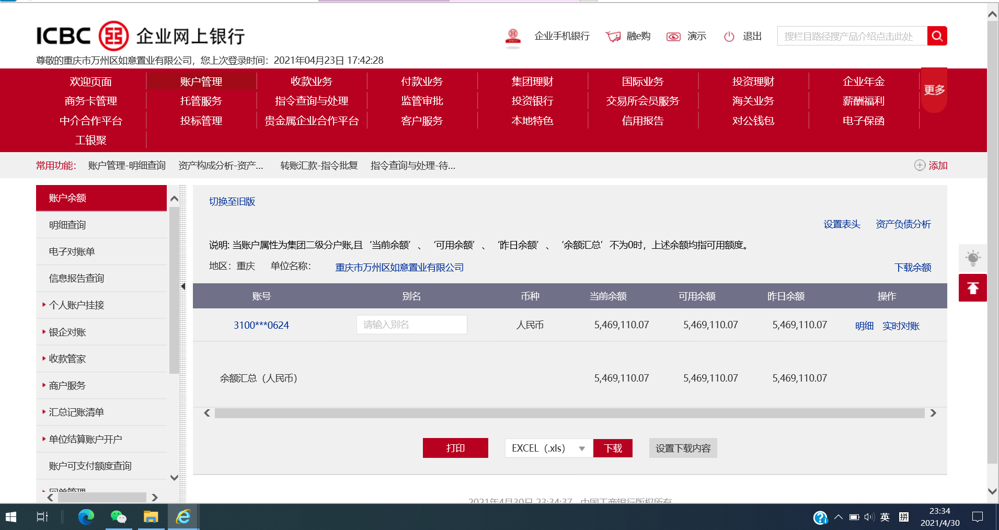 ICBC 企业网上银行
企业手机银行 融e购 演示 退出 搜栏目路径搜产品介绍点击此处
尊敬的重庆市万州区如意置业有限公司，您上次登录时间：2021年04月23日 17:42:28
欢迎页面 账户管理 收款业务 付款业务 集团理财 国际业务 投资理财 企业年金
更多
商务卡管理 托管服务 指令查询与处理 监管审批 投资银行 交易所会员服务 海关业务 薪酬福利
中介合作平台 投标管理 贵金属企业合作平台 客户服务 本地特色 信用报告 对公钱包 电子保函
工银聚
常用功能： 账户管理-明细查询 资产构成分析-资产... 转账汇款-指令批复 指令查询与处理-待... 添加
账户余额
明细查询
电子对账单
信息报告查询
个人账户挂接
银企对账
收款管家
商户服务
汇总记账清单
单位结算账户开户
账户可支付额度查询
回单管理
切换至旧版
设置表头 资产负债分析
说明: 当账户属性为集团二级分户账,且‘当前余额’、‘可用余额’、‘昨日余额’、‘余额汇总’不为0时，上述余额均指可用额度。
地区：重庆 单位名称： 重庆市万州区如意置业有限公司 下载余额
账号 别名 币种 当前余额 可用余额 昨日余额 操作
3100***0624 请输入别名 人民币 5,469,110.07 5,469,110.07 5,469,110.07 明细 实时对账
余额汇总（人民币） 5,469,110.07 5,469,110.07 5,469,110.07
打印 EXCEL（.xls） 下载 设置下载内容
2021年4月30日 23:34:37 中国工商银行版权所有
英 拼 23:34
2021/4/30